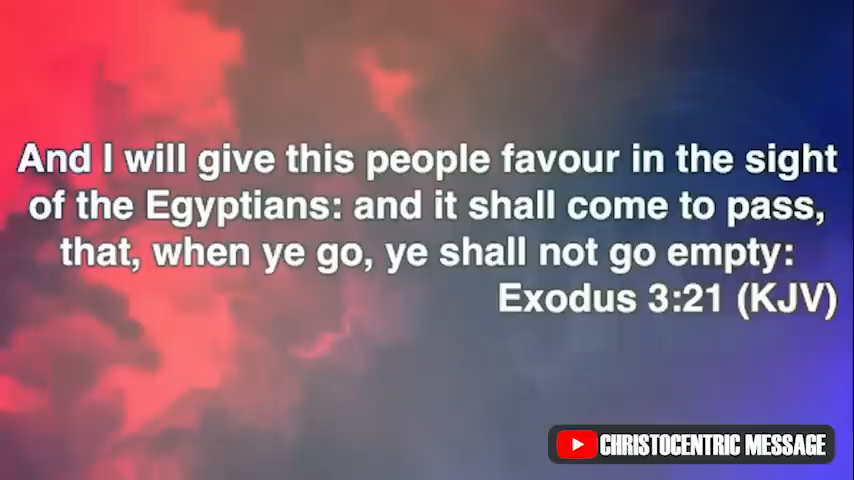 And I will give this people favour in the sight
of the Egyptians: and it shall come to pass,
that, when ye go, ye shall not go empty:
Exodus 3:21 (KJV)
CHRISTOCENTRIC MESSAGE